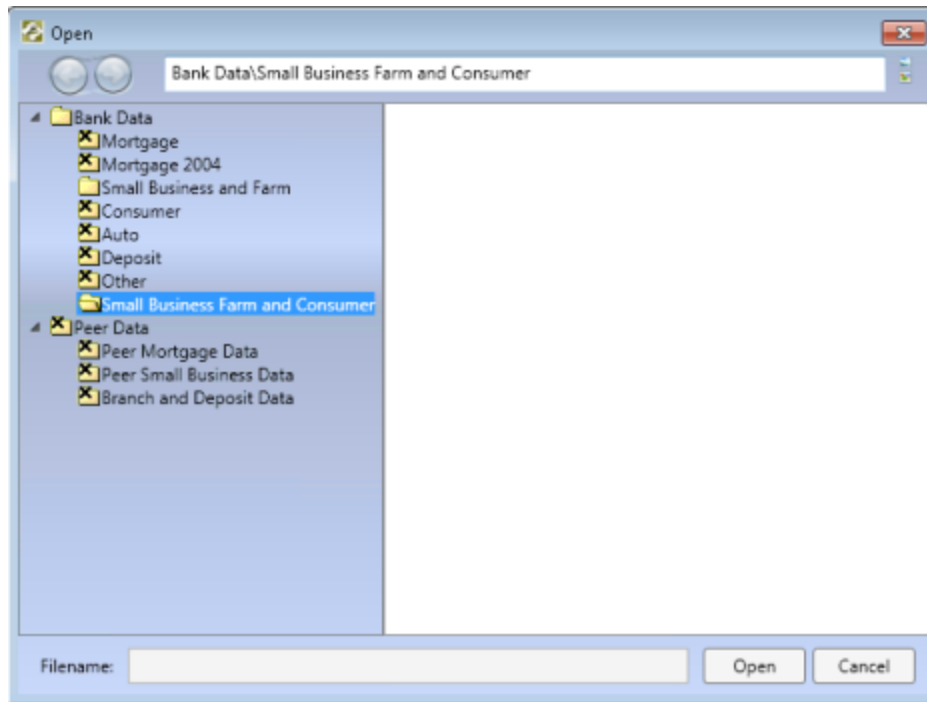 Open
Bank Data\Small Business Farm and Consumer
Bank Data
Mortgage
Mortgage 2004
Small Business and Farm
Consumer
Auto
Deposit
Other
Small Business Farm and Consumer
Peer Data
Peer Mortgage Data
Peer Small Business Data
Branch and Deposit Data
Filename:
Open Cancel